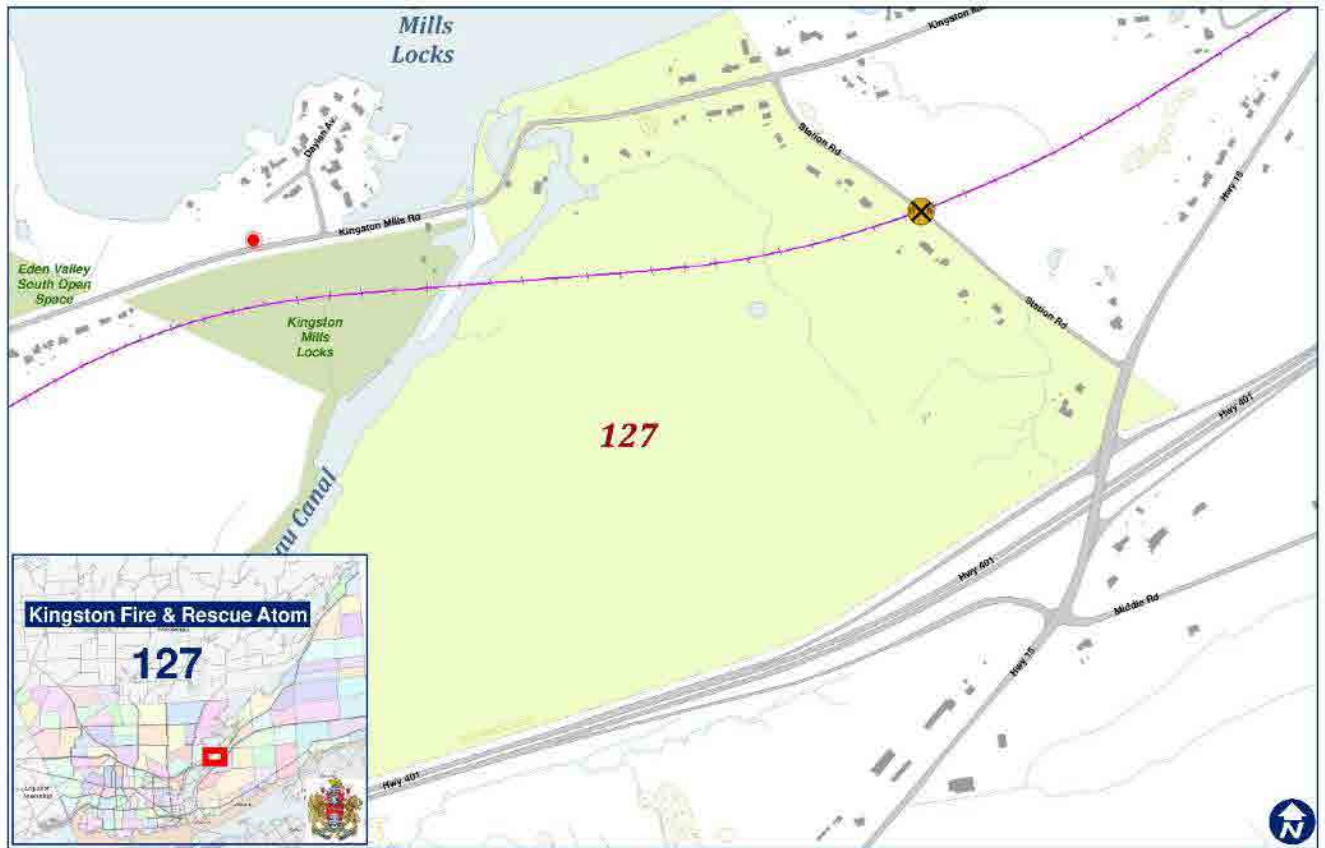 Mills
Locks
Kingston
Station Rd
Hwy 15
Daylan Av
Kingston Mills Rd
Eden Valley
South Open
Space
Kingston
Mills
Locks
Station Rd
127
Hwy 401
Canal
Hwy 401
Middle Rd
Hwy 15
Hwy 401
Kingston Fire & Rescue Atom
127
N